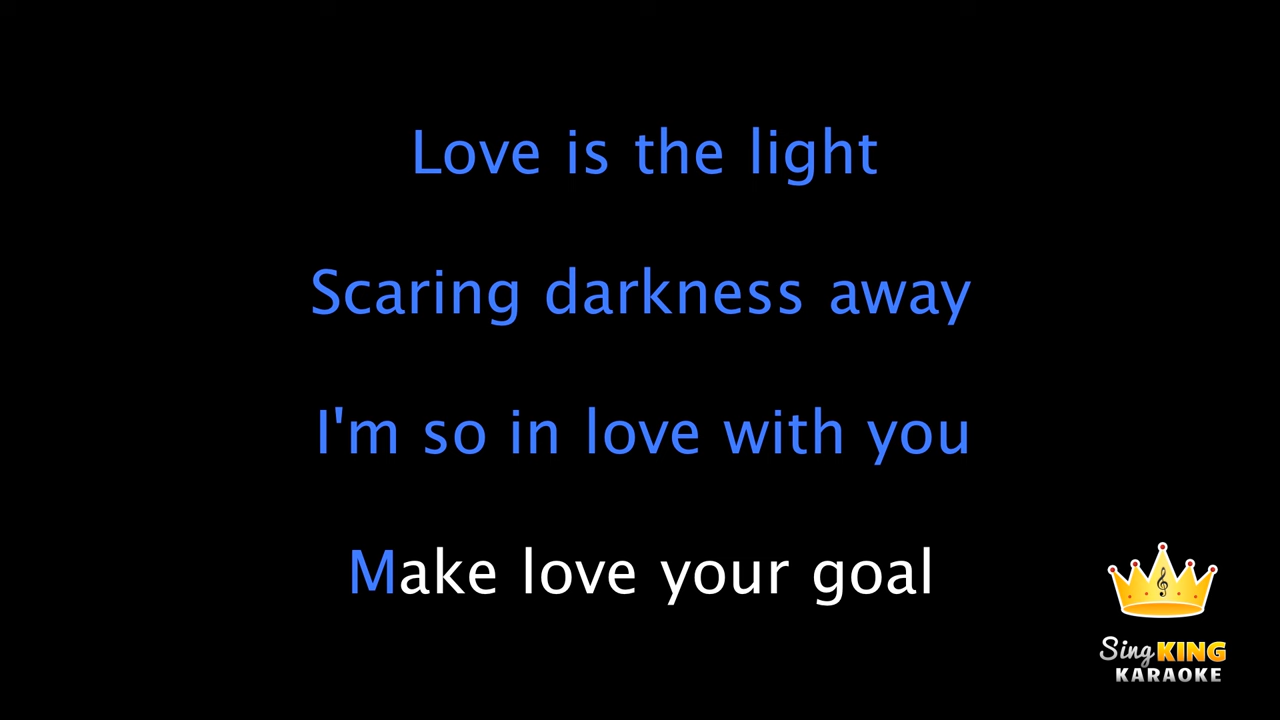 Love is the light
Scaring darkness away
I'm so in love with you
Make love your goal
Sing KING
KARAOKE